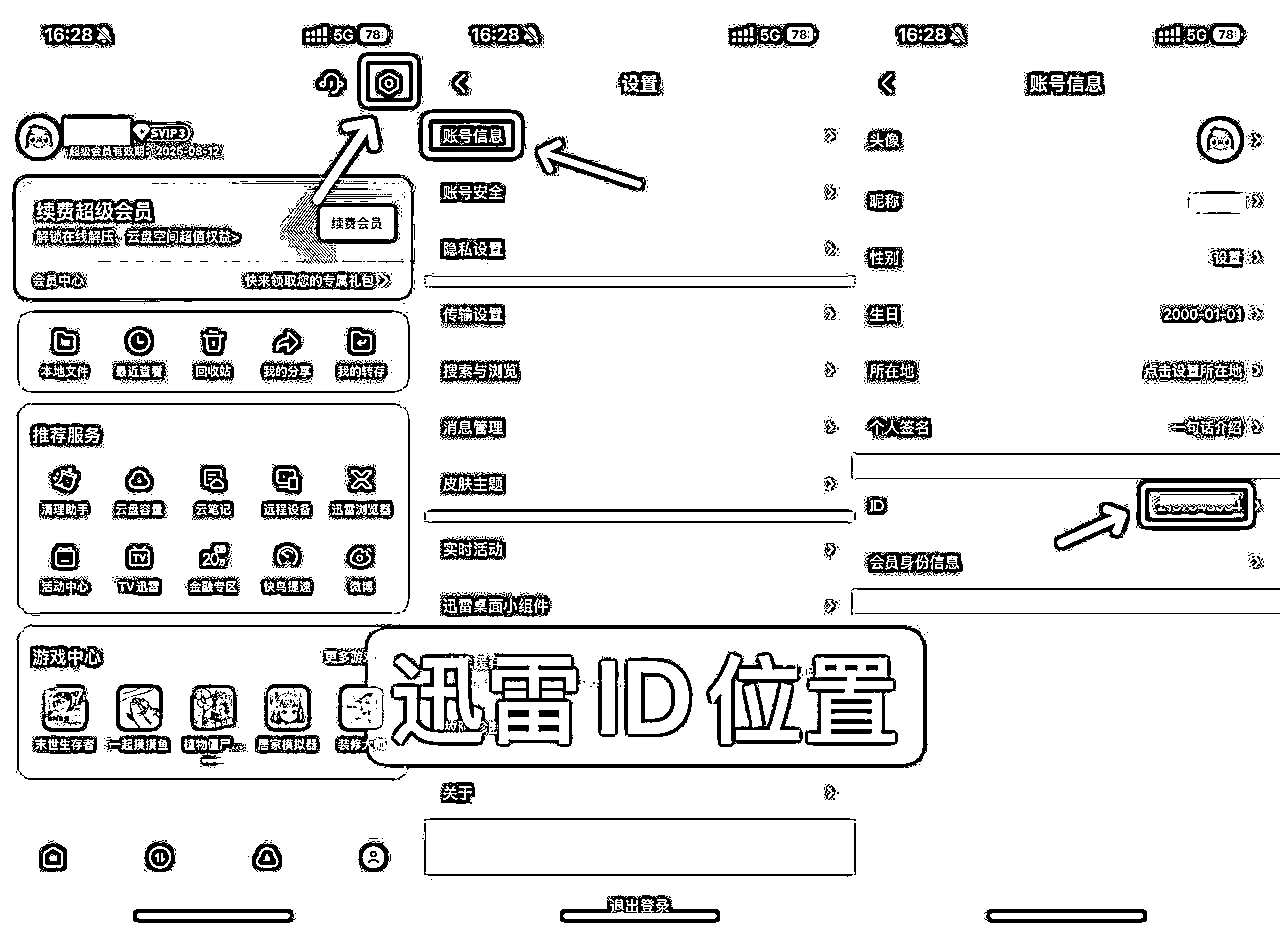 16:28 5G 78
SVIP3
超级会员有效期：2026-08-12
续费超级会员
解锁在线解压、云盘空间超值权益>
续费会员
会员中心 快来领取您的专属礼包
本地文件 最近查看 回收站 我的分享 我的转存
推荐服务
清理助手 云盘容量 云笔记 远程设备 迅雷浏览器
活动中心 TV迅雷 金融专区 快鸟提速 微博
游戏中心 更多游
末世生存者 一起摸摸鱼 植物僵尸... 居家模拟器 装修
16:28 5G 78
设置
账号信息
账号安全
隐私设置
传输设置
搜索与浏览
消息管理
皮肤主题
实时活动
迅雷桌面小组件
迅雷 ID 位置
关于
退出登录
16:28 5G 78
账号信息
头像
昵称
性别 设置
生日 2000-01-01
所在地 点击设置所在地
个人签名 一句话介绍
ID
会员身份信息